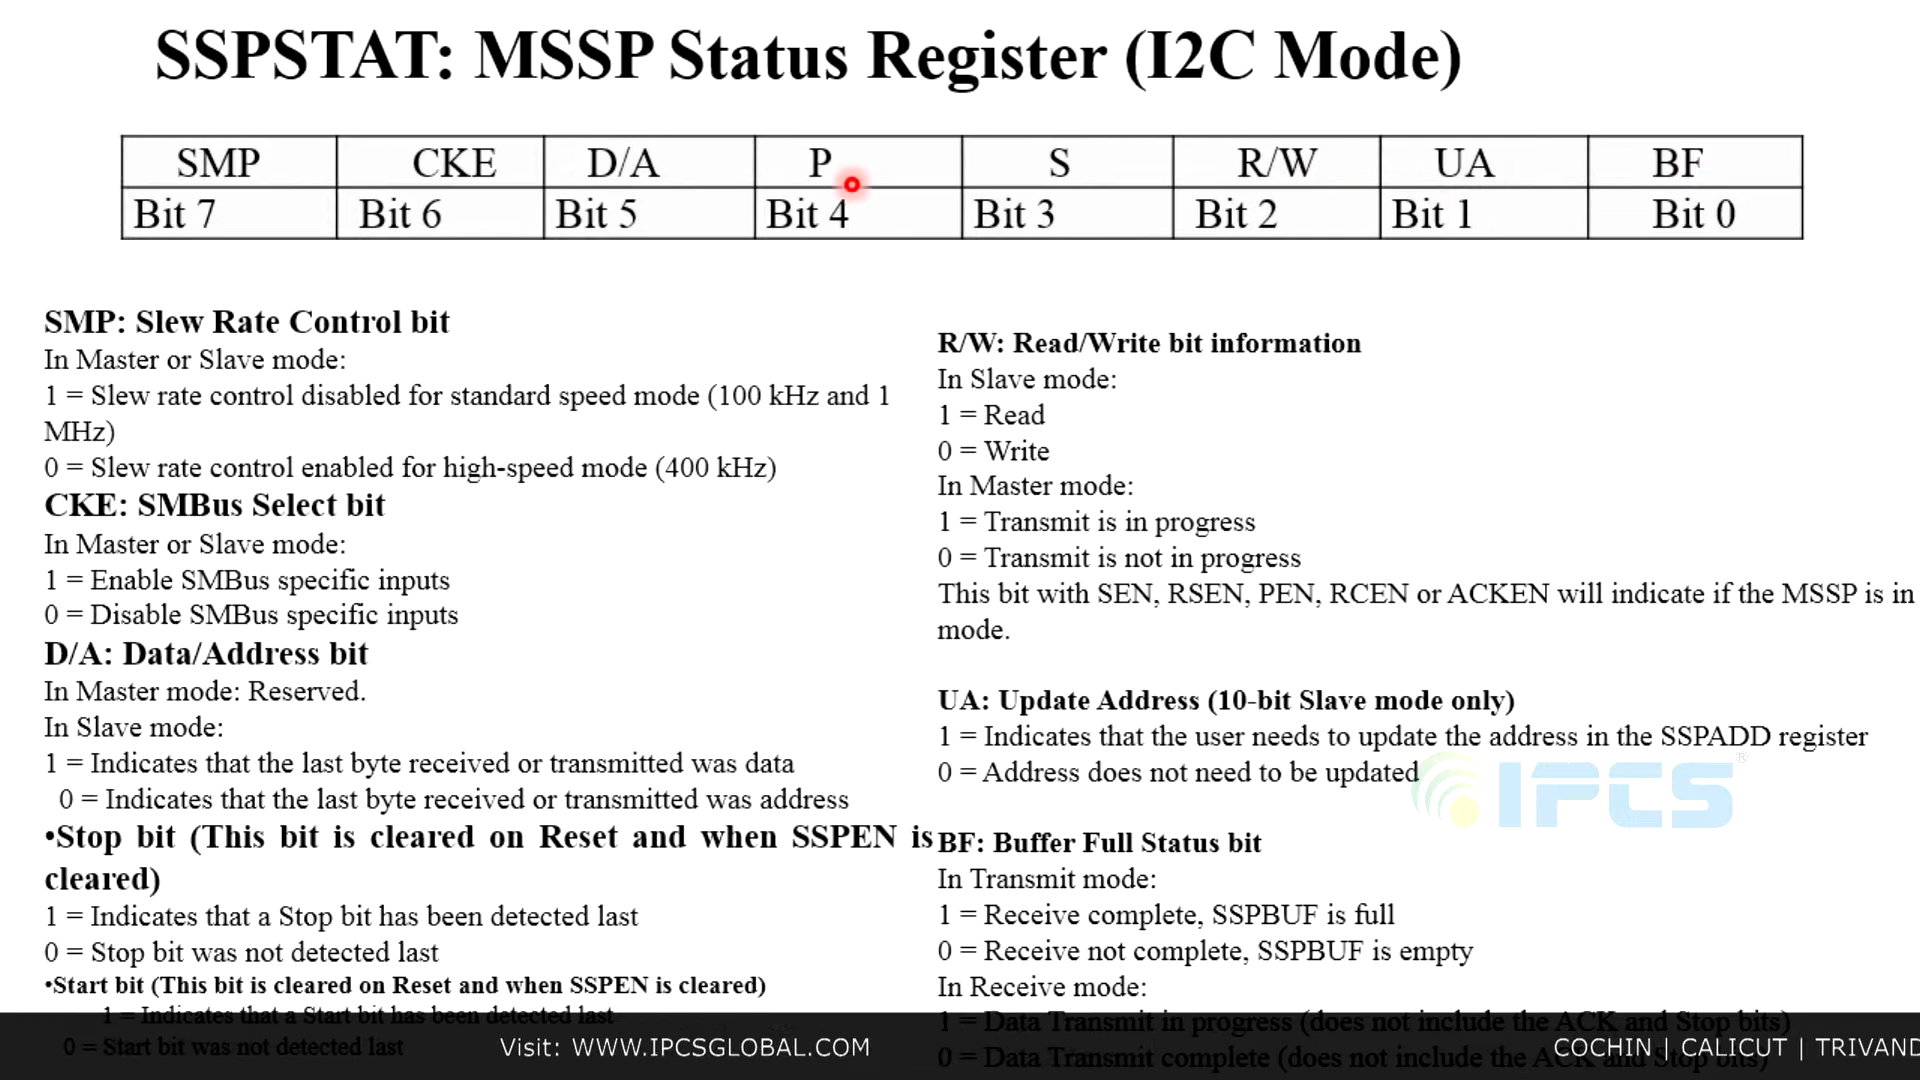 SSPSTAT: MSSP Status Register (I2C Mode)
SMP CKE D/A P S R/W UA BF
Bit 7 Bit 6 Bit 5 Bit 4 Bit 3 Bit 2 Bit 1 Bit 0
SMP: Slew Rate Control bit
In Master or Slave mode:
1 = Slew rate control disabled for standard speed mode (100 kHz and 1
MHz)
0 = Slew rate control enabled for high-speed mode (400 kHz)
CKE: SMBus Select bit
In Master or Slave mode:
1 = Enable SMBus specific inputs
0 = Disable SMBus specific inputs
D/A: Data/Address bit
In Master mode: Reserved.
In Slave mode:
1 = Indicates that the last byte received or transmitted was data
0 = Indicates that the last byte received or transmitted was address
•Stop bit (This bit is cleared on Reset and when SSPEN is
cleared)
1 = Indicates that a Stop bit has been detected last
0 = Stop bit was not detected last
•Start bit (This bit is cleared on Reset and when SSPEN is cleared)
1 = Indicates that a Start bit has been detected last
0 = Start bit was not detected last
R/W: Read/Write bit information
In Slave mode:
1 = Read
0 = Write
In Master mode:
1 = Transmit is in progress
0 = Transmit is not in progress
This bit with SEN, RSEN, PEN, RCEN or ACKEN will indicate if the MSSP is in
mode.
UA: Update Address (10-bit Slave mode only)
1 = Indicates that the user needs to update the address in the SSPADD register
0 = Address does not need to be updated
IPCS®
BF: Buffer Full Status bit
In Transmit mode:
1 = Receive complete, SSPBUF is full
0 = Receive not complete, SSPBUF is empty
In Receive mode:
1 = Data Transmit in progress (does not include the ACK and Stop bits)
0 = Data Transmit complete (does not include the ACK and Stop bits)
Visit: WWW.IPCSGLOBAL.COM
COCHIN | CALICUT | TRIVAND